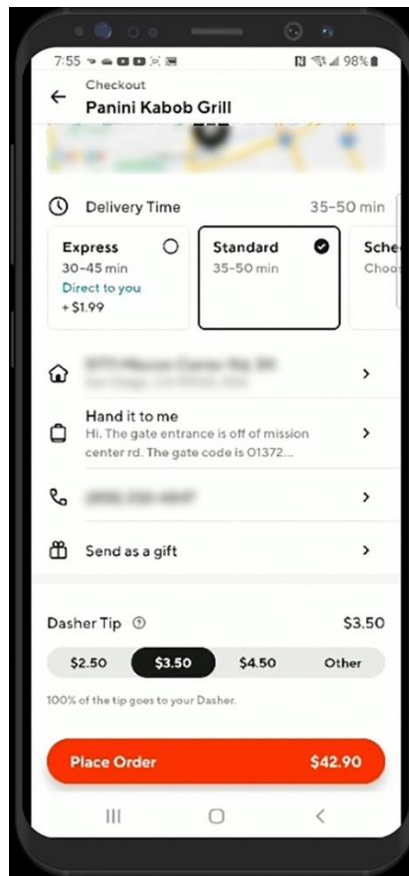 7:55 98%
Checkout
Panini Kabob Grill
Delivery Time 35-50 min
Express Standard Sche
30-45 min 35-50 min Choo
Direct to you
+ $1.99
Hand it to me
Hi. The gate entrance is off of mission
center rd. The gate code is 01372...
Send as a gift
Dasher Tip ? $3.50
$2.50 $3.50 $4.50 Other
100% of the tip goes to your Dasher.
Place Order $42.90